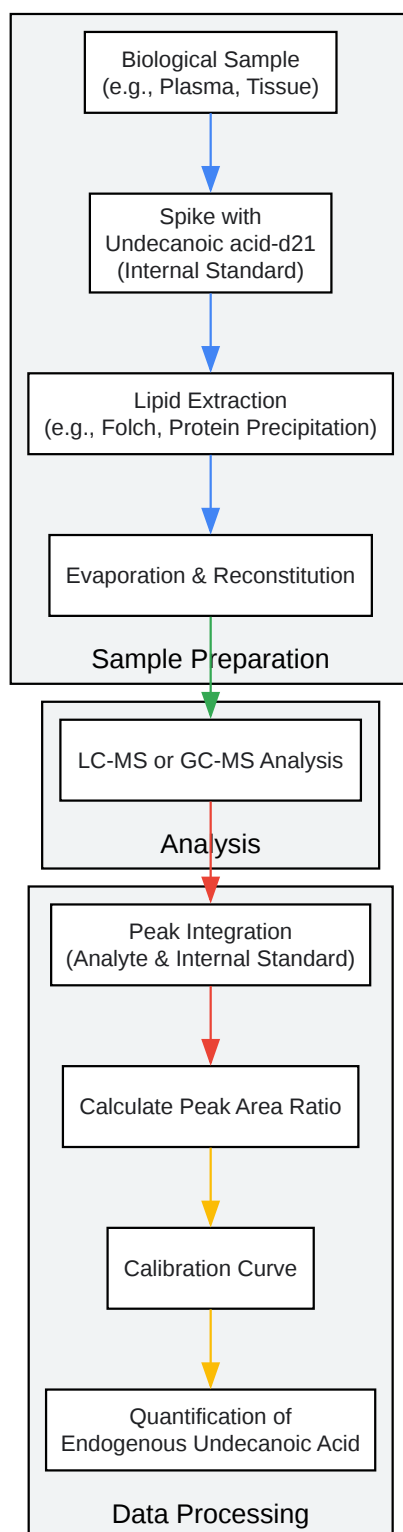 Biological Sample
(e.g., Plasma, Tissue)
Spike with
Undecanoic acid-d21
(Internal Standard)
Lipid Extraction
(e.g., Folch, Protein Precipitation)
Evaporation & Reconstitution
Sample Preparation
LC-MS or GC-MS Analysis
Analysis
Peak Integration
(Analyte & Internal Standard)
Calculate Peak Area Ratio
Calibration Curve
Quantification of
Endogenous Undecanoic Acid
Data Processing